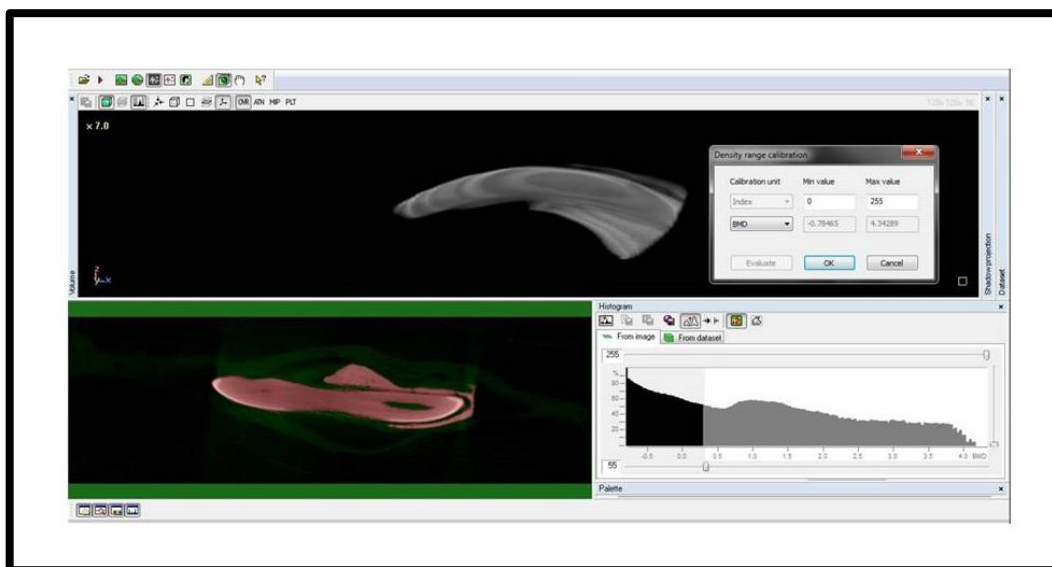 OVR ATN MIP PLT
x 7.0
Density range calibration
Calibration unit Min value Max value
Index 0 255
BMD -0.78465 4.34289
Evaluate OK Cancel
Volume
Shadow projection
Dataset
z
x
Histogram
From image From dataset
255
%
80
60
40
20
-0.5 0.0 0.5 1.0 1.5 2.0 2.5 3.0 3.5 4.0 BMD
55
Palette